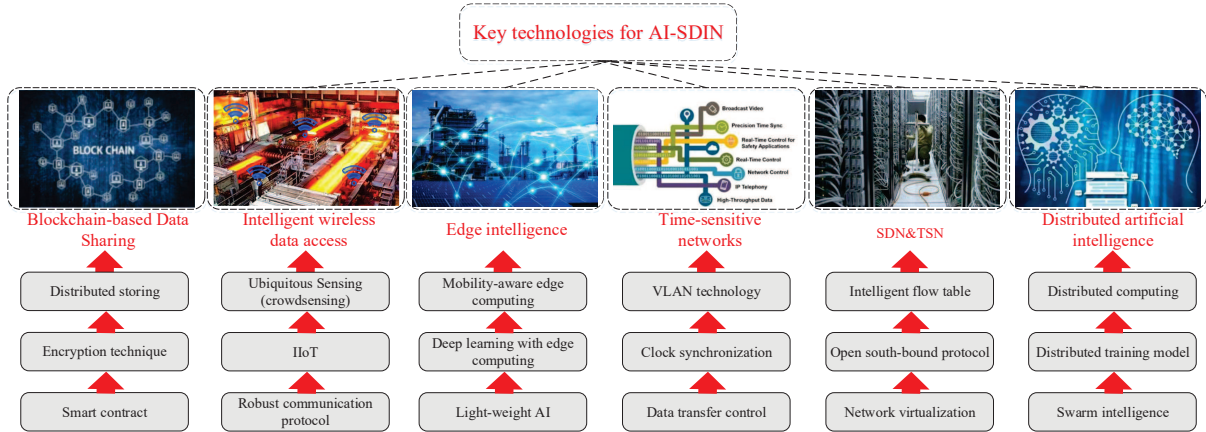 Key technologies for AI-SDIN
BLOCK CHAIN
Broadcast Video
Precision Time Sync
Real-Time Control for
Safety Applications
Real-Time Control
Network Control
IP Telephony
High-Throughput Data
Blockchain-based Data
Sharing
Intelligent wireless
data access
Edge intelligence
Time-sensitive
networks
SDN&TSN
Distributed artificial
intelligence
Distributed storing
Ubiquitous Sensing
(crowdsensing)
Mobility-aware edge
computing
VLAN technology
Intelligent flow table
Distributed computing
Encryption technique
IIoT
Deep learning with edge
computing
Clock synchronization
Open south-bound protocol
Distributed training model
Smart contract
Robust communication
protocol
Light-weight AI
Data transfer control
Network virtualization
Swarm intelligence